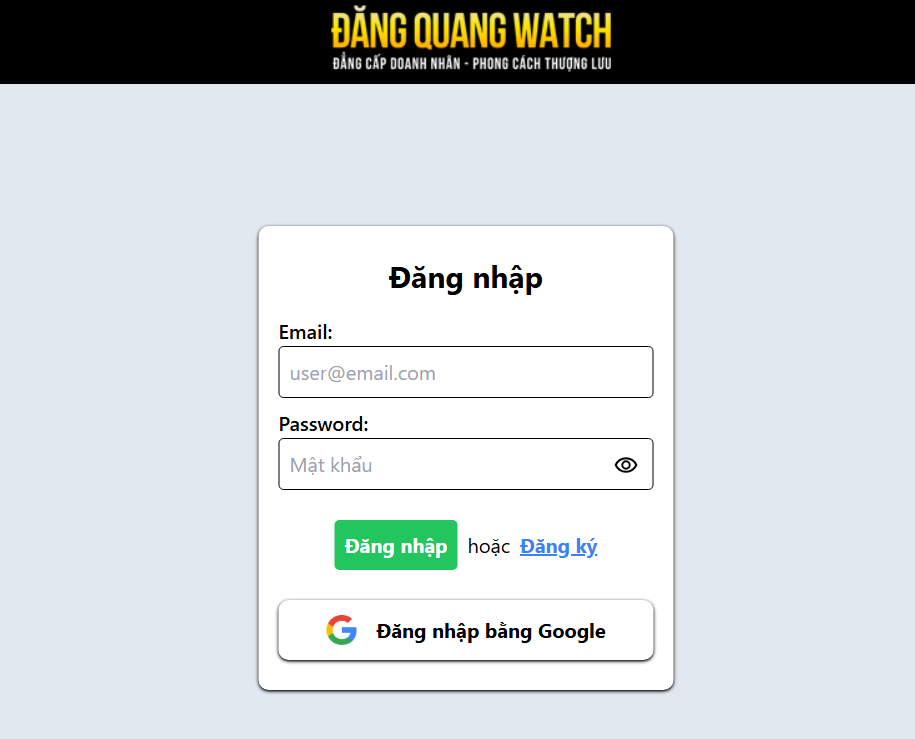 ĐĂNG QUANG WATCH
ĐẲNG CẤP DOANH NHÂN - PHONG CÁCH THƯỢNG LƯU
Đăng nhập
Email:
user@email.com
Password:
Mật khẩu
Đăng nhập hoặc Đăng ký
Đăng nhập bằng Google